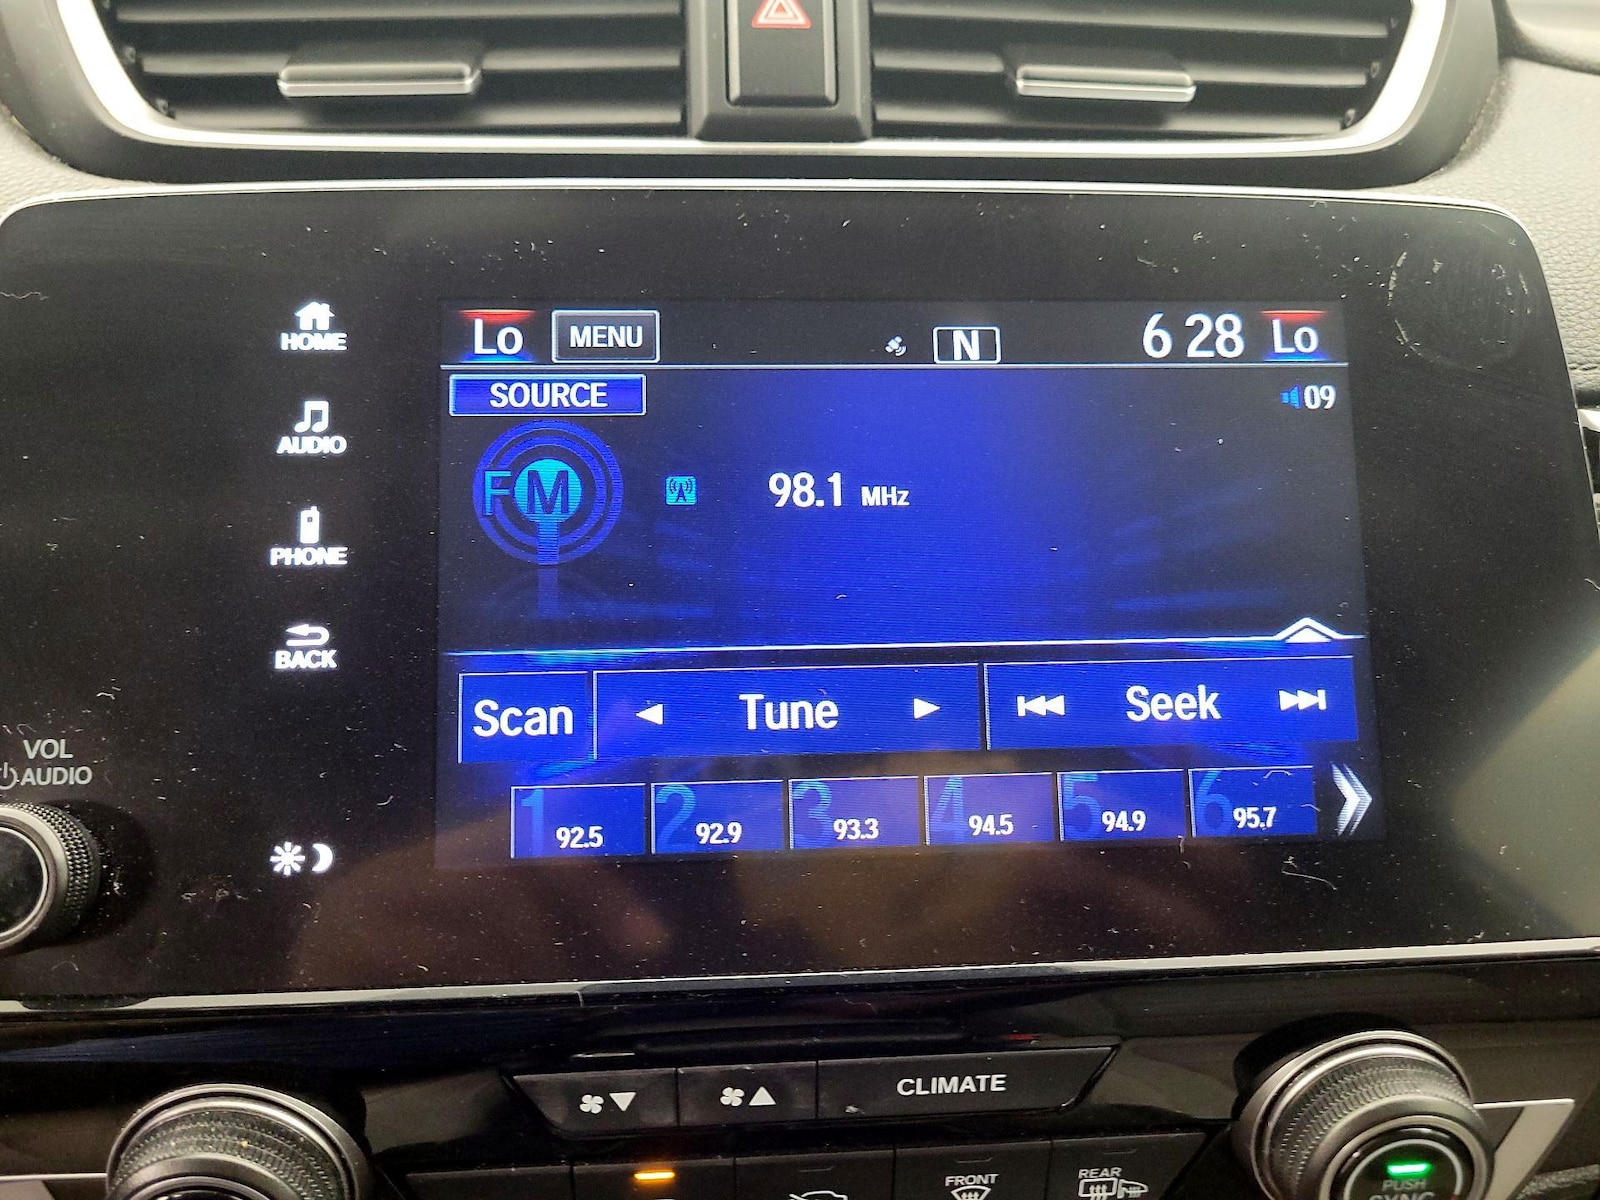 Lo MENU N 6 28 Lo
SOURCE 09
FM 98.1 MHz
HOME
AUDIO
PHONE
BACK
Scan Tune Seek
1 92.5 2 92.9 3 93.3 4 94.5 5 94.9 6 95.7
VOL
AUDIO
CLIMATE
FRONT
REAR
PUSH
SYNC